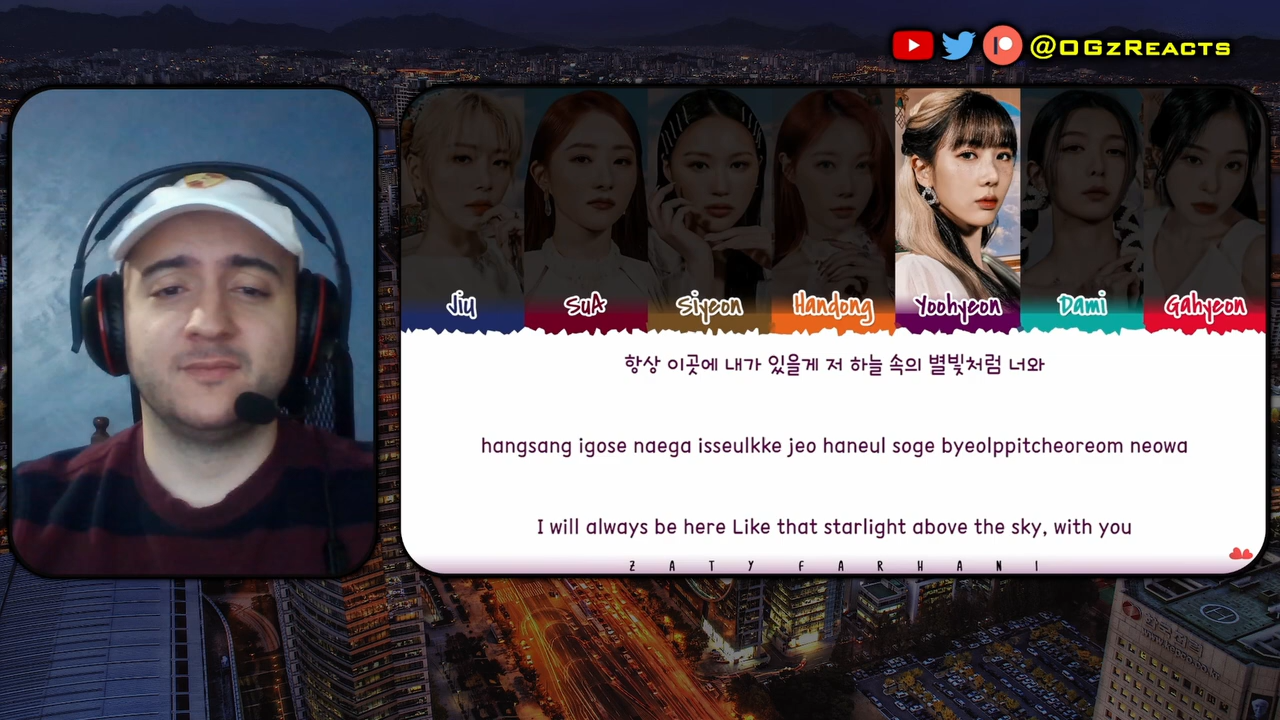 @OGzReacts
Jiu SuA Siyeon Handong Yoohyeon Dami Gahyeon
항상 이곳에 내가 있을게 저 하늘 속의 별빛처럼 너와
hangsang igose naega isseulkke jeo haneul soge byeolppitcheoreom neowa
I will always be here Like that starlight above the sky, with you
ZATY FARHANI